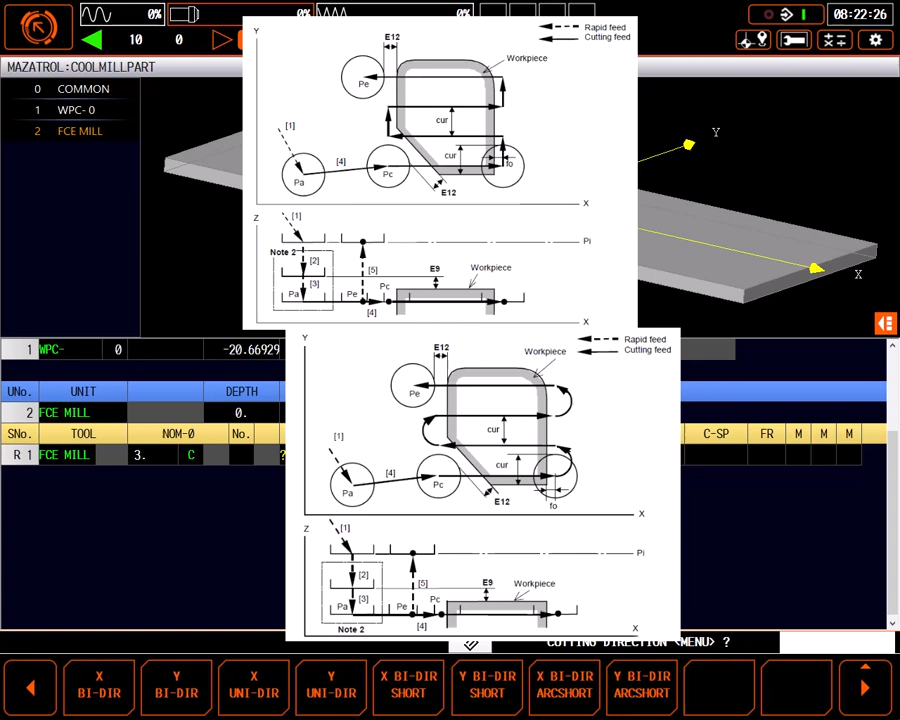 0%
0%
0%
08:22:26
10
0
MAZATROL:COOLMILLPART
0 COMMON
1 WPC- 0
2 FCE MILL
Y
E12
Rapid feed
Cutting feed
Workpiece
Pe
cur
[1]
[4]
cur
fo
Pa
Pc
E12
X
Z
[1]
Pi
Note 2
[2]
[5]
E9
Workpiece
[3]
Pc
Pa
Pe
[4]
X
Y
X
1 WPC- 0 -20.66929
UNo. UNIT DEPTH
2 FCE MILL 0.
SNo. TOOL NOM-Ø No. C-SP FR M M M
R 1 FCE MILL 3. C ?
Y
E12
Rapid feed
Cutting feed
Workpiece
Pe
cur
[1]
[4]
cur
Pa
Pc
E12
fo
X
Z
[1]
Pi
[2]
[5]
E9
Workpiece
[3]
Pc
Pa
Pe
[4]
Note 2
X
CUTTING DIRECTION <MENU> ?
X
BI-DIR
Y
BI-DIR
X
UNI-DIR
Y
UNI-DIR
X BI-DIR
SHORT
Y BI-DIR
SHORT
X BI-DIR
ARCSHORT
Y BI-DIR
ARCSHORT